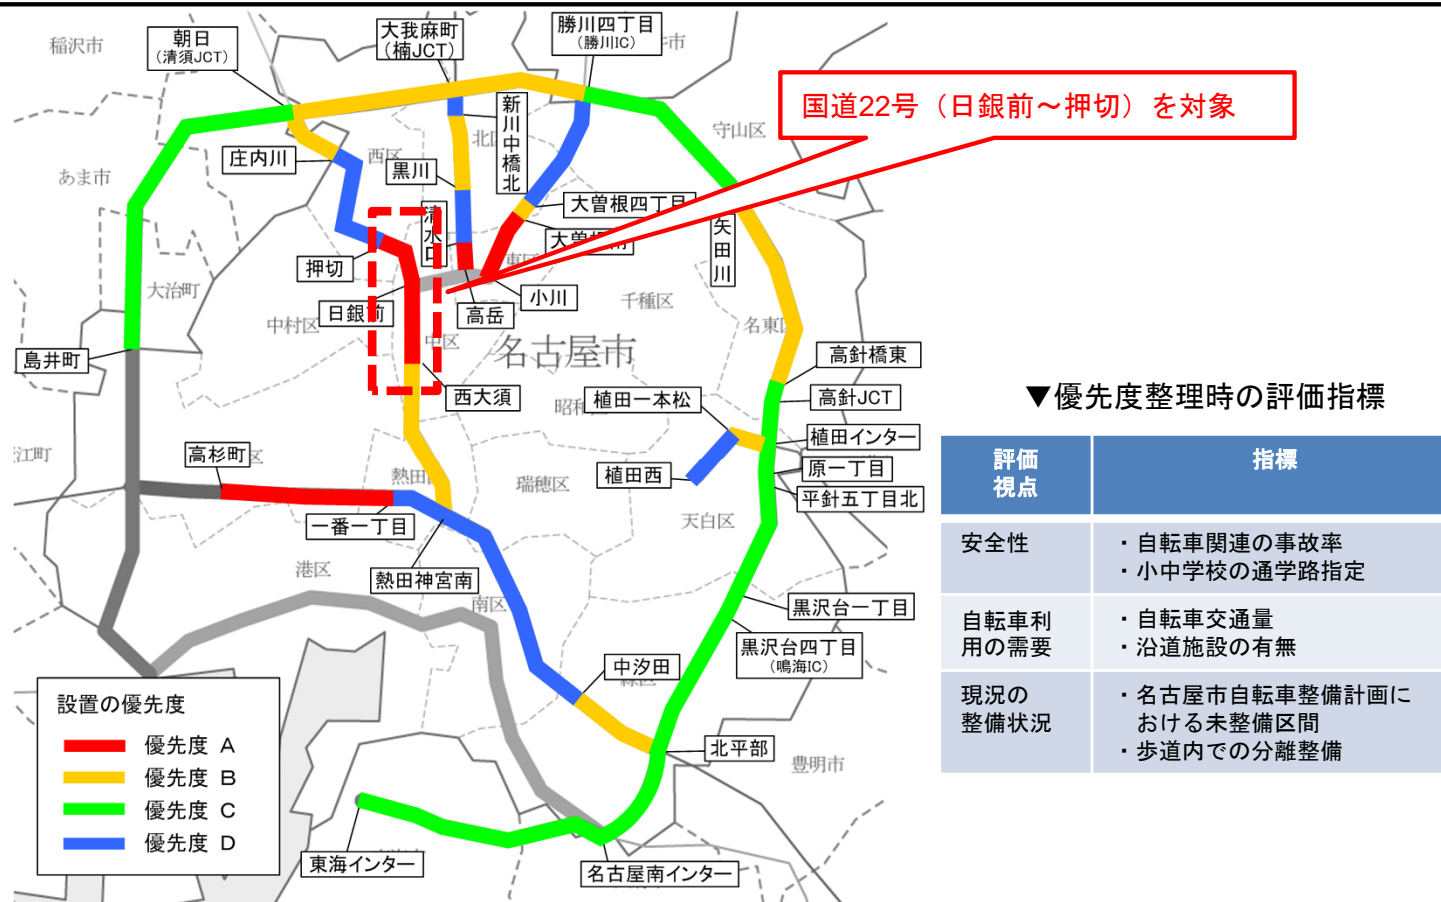 稲沢市
朝日
(清須JCT)
大我麻町
(楠JCT)
勝川四丁目
(勝川IC)
井市
国道22号（日銀前～押切）を対象
新川中橋北
北区
守山区
庄内川
西区
黒川
あま市
大曽根四丁目
清水口
矢田川
押切
東区
大治町
日銀前
高岳
小川
千種区
中村区
中区
名東区
名古屋市
島井町
高針橋東
西大須
昭和
植田一本松
高針JCT
▼優先度整理時の評価指標
植田インター
江町
高杉町
区
熱田
植田西
原一丁目
瑞穂区
平針五丁目北
一番一丁目
天白区
港区
熱田神宮南
南区
黒沢台一丁目
黒沢台四丁目
(鳴海IC)
中汐田
緑区
北平部
豊明市
東海インター
名古屋南インター
設置の優先度
優先度 A
優先度 B
優先度 C
優先度 D
評価
視点
指標
安全性
・自転車関連の事故率
・小中学校の通学路指定
自転車利
用の需要
・自転車交通量
・沿道施設の有無
現況の
整備状況
・名古屋市自転車整備計画に
おける未整備区間
・歩道内での分離整備